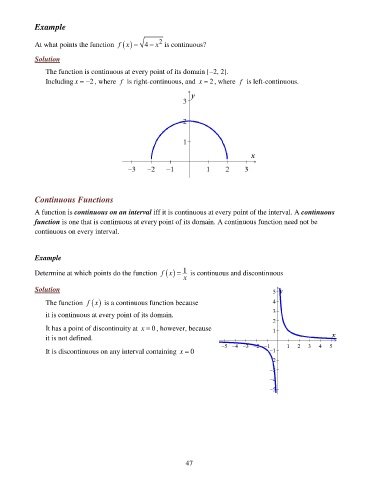 Example
At what points the function f(x) = √4 − x² is continuous?
Solution
The function is continuous at every point of its domain [−2, 2].
Including x = −2, where f is right-continuous, and x = 2, where f is left-continuous.
y
3
2
1
x
−3 −2 −1 1 2 3
Continuous Functions
A function is continuous on an interval iff it is continuous at every point of the interval. A continuous
function is one that is continuous at every point of its domain. A continuous function need not be
continuous on every interval.
Example
Determine at which points do the function f(x) = 1/x is continuous and discontinuous
Solution
The function f(x) is a continuous function because
it is continuous at every point of its domain.
It has a point of discontinuity at x = 0, however, because
it is not defined.
It is discontinuous on any interval containing x = 0
5 y
4
3
2
1
x
−5 −4 −3 −2 −1 1 2 3 4 5
−1
−2
−3
−4
−5
47